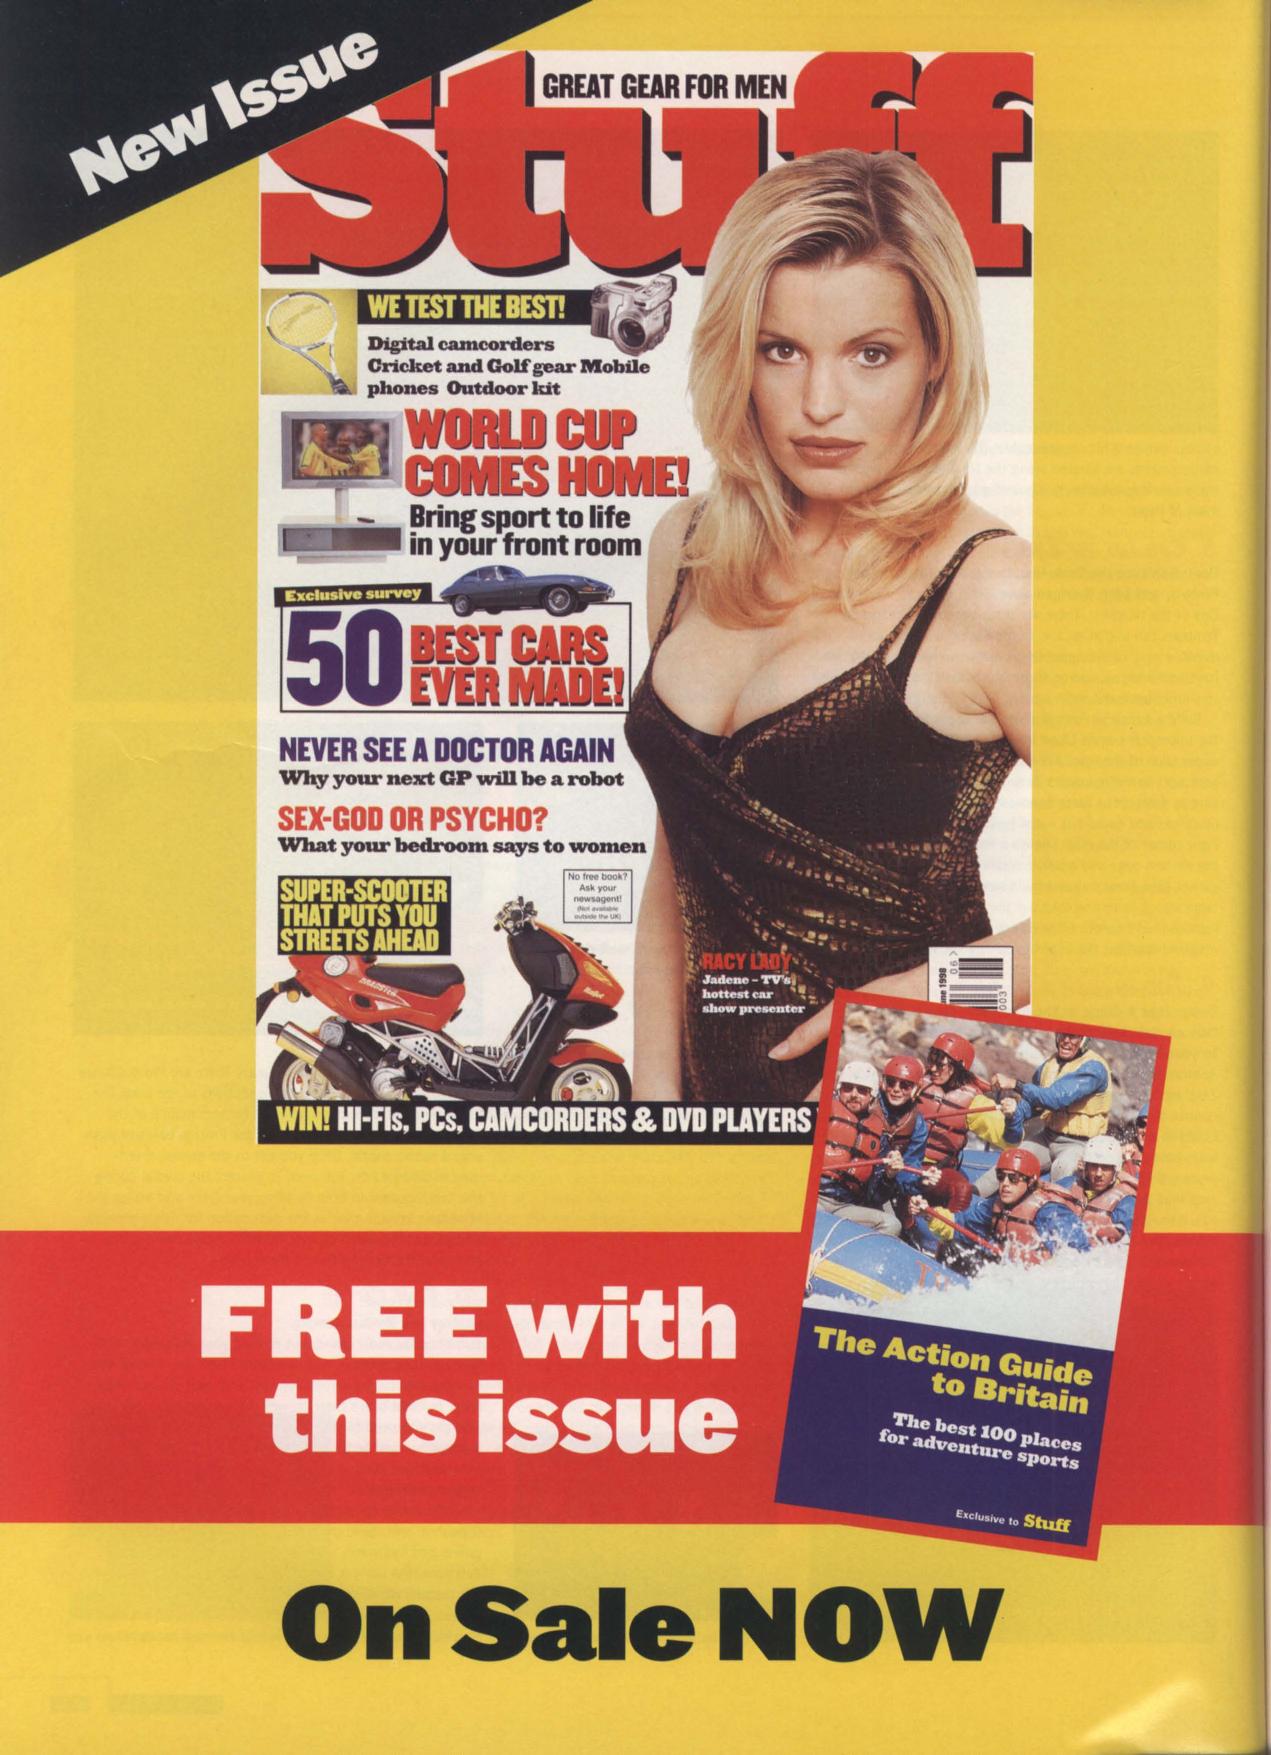 New Issue
GREAT GEAR FOR MEN
Stuff
WE TEST THE BEST!
Digital camcorders
Cricket and Golf gear Mobile
phones Outdoor kit
WORLD CUP
COMES HOME!
Bring sport to life
in your front room
Exclusive survey
50 BEST CARS
EVER MADE!
NEVER SEE A DOCTOR AGAIN
Why your next GP will be a robot
SEX-GOD OR PSYCHO?
What your bedroom says to women
SUPER-SCOOTER
THAT PUTS YOU
STREETS AHEAD
No free book?
Ask your
newsagent!
(Not available
outside the UK)
DRAGSTER
Italjet
RACY LADY
Jadene – TV's
hottest car
show presenter
06>
003
WIN! HI-FIs, PCs, CAMCORDERS & DVD PLAYERS
FREE with
this issue
The Action Guide
to Britain
The best 100 places
for adventure sports
Exclusive to Stuff
On Sale NOW